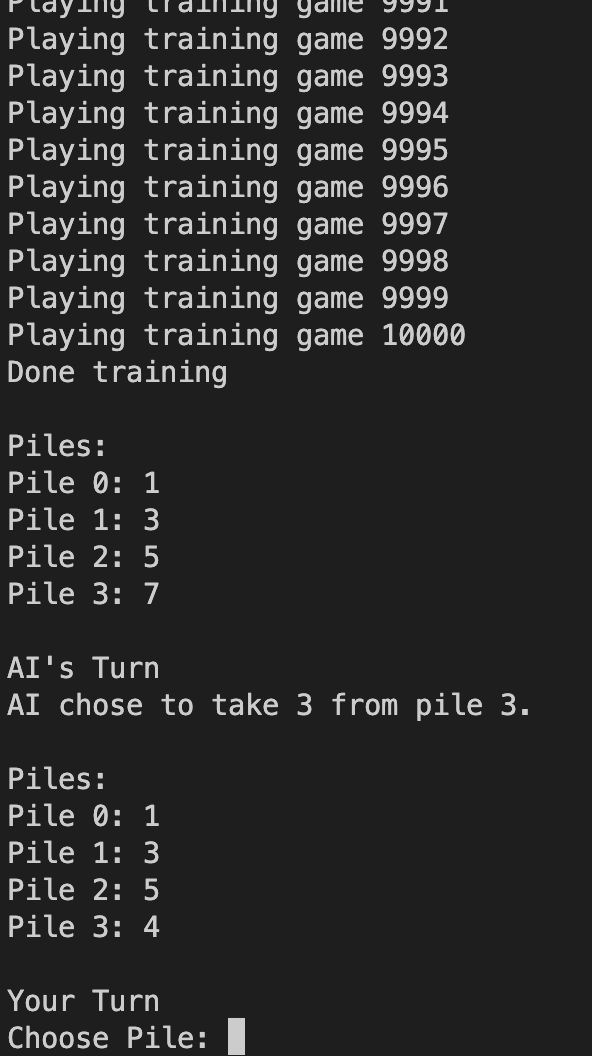 Playing training game 9991
Playing training game 9992
Playing training game 9993
Playing training game 9994
Playing training game 9995
Playing training game 9996
Playing training game 9997
Playing training game 9998
Playing training game 9999
Playing training game 10000
Done training
Piles:
Pile 0: 1
Pile 1: 3
Pile 2: 5
Pile 3: 7
AI's Turn
AI chose to take 3 from pile 3.
Piles:
Pile 0: 1
Pile 1: 3
Pile 2: 5
Pile 3: 4
Your Turn
Choose Pile: